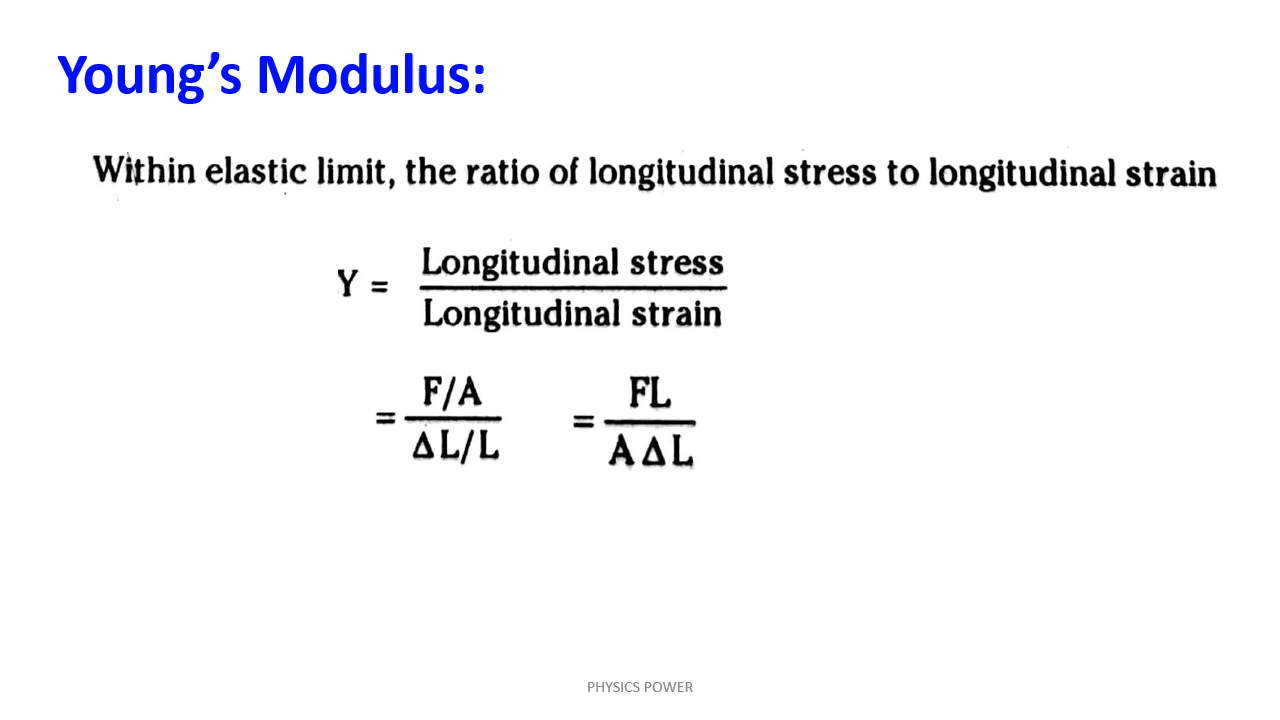 Young’s Modulus:
Within elastic limit, the ratio of longitudinal stress to longitudinal strain
Y = Longitudinal stress / Longitudinal strain
= F/A / ΔL/L = FL / A ΔL
PHYSICS POWER